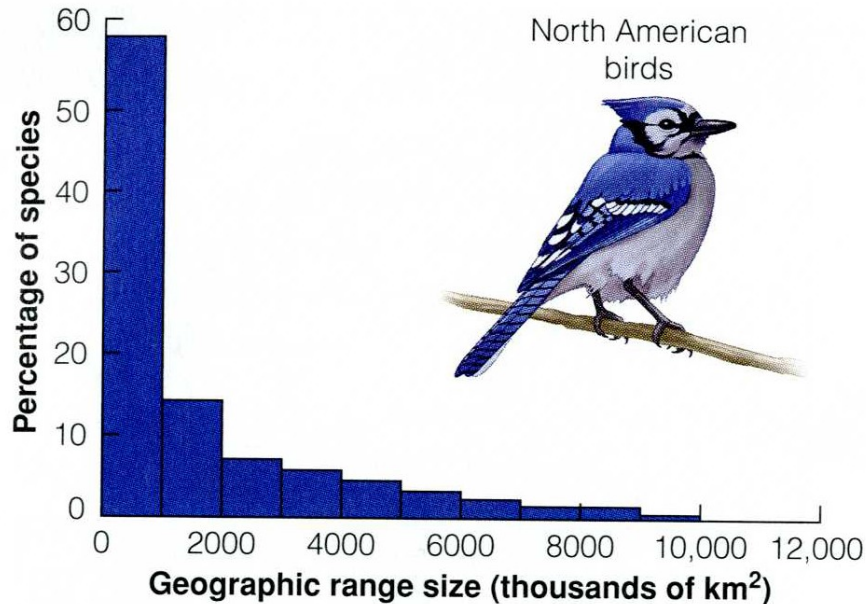 North American
birds
Percentage of species
60
50
40
30
20
10
0
0 2000 4000 6000 8000 10,000 12,000
Geographic range size (thousands of km²)